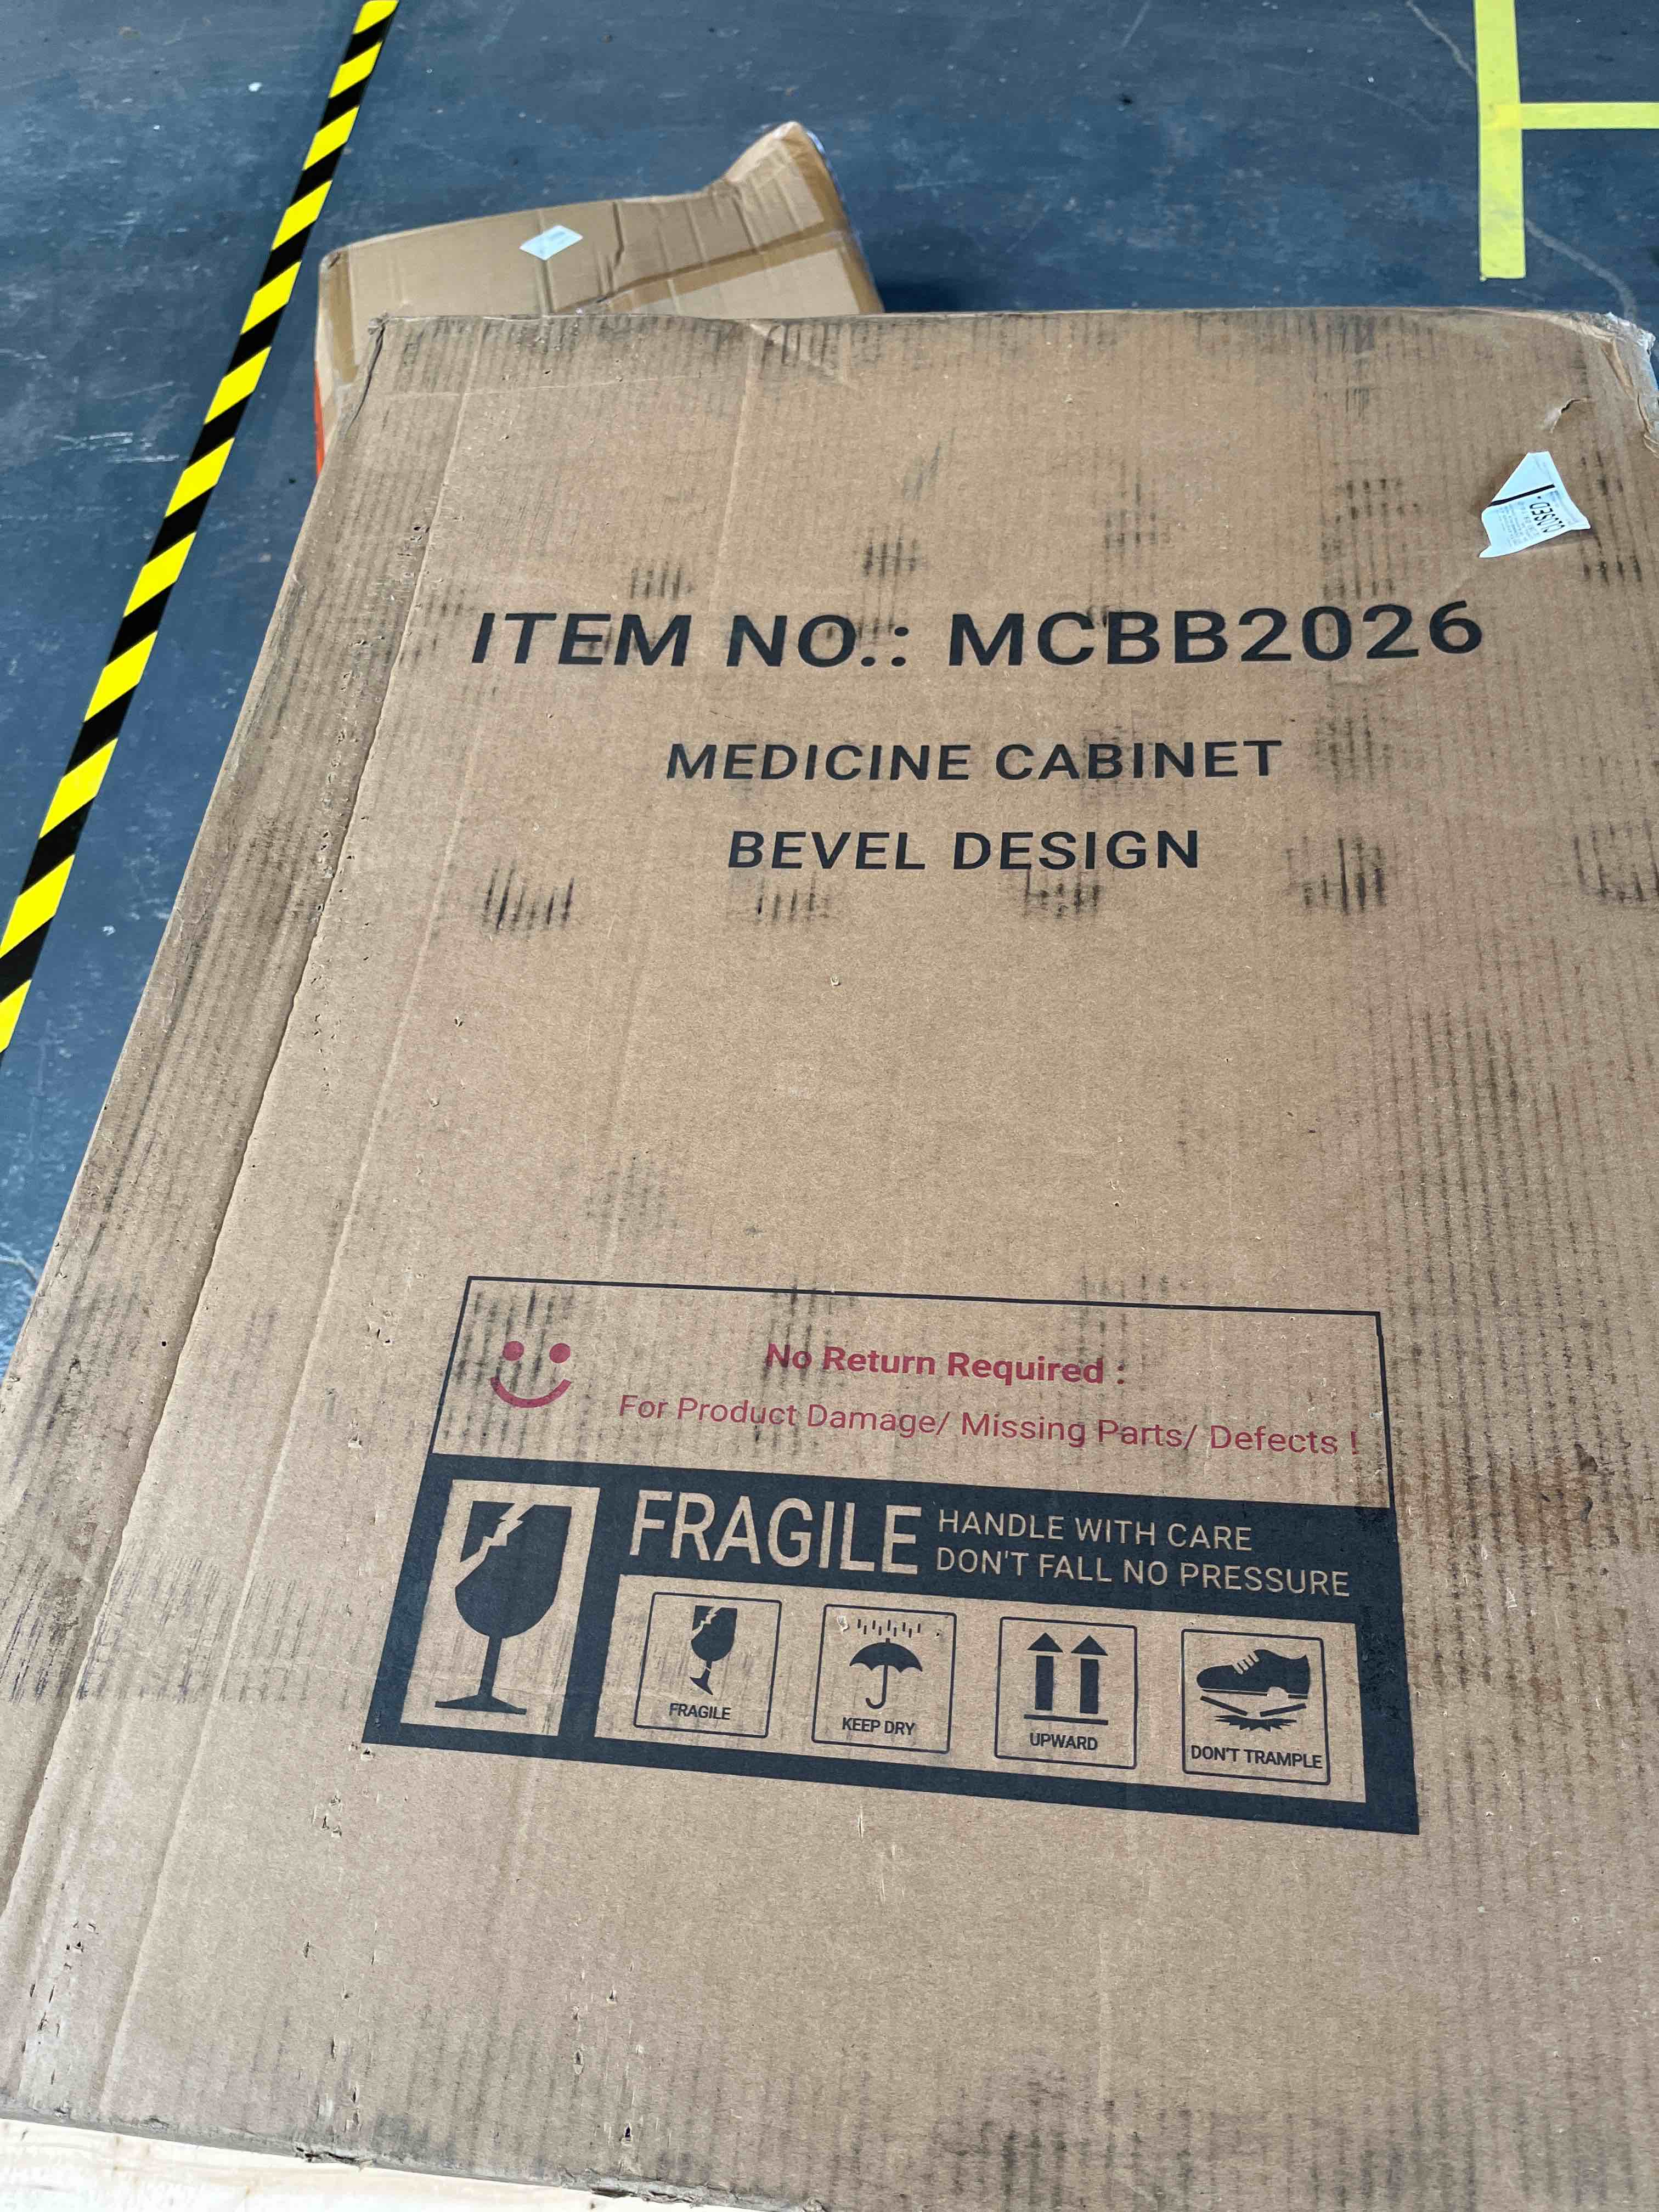 CLOSED.
ITEM NO.: MCBB2026
MEDICINE CABINET
BEVEL DESIGN
No Return Required :
For Product Damage/ Missing Parts/ Defects !
FRAGILE
HANDLE WITH CARE
DON'T FALL NO PRESSURE
FRAGILE
KEEP DRY
UPWARD
DON'T TRAMPLE